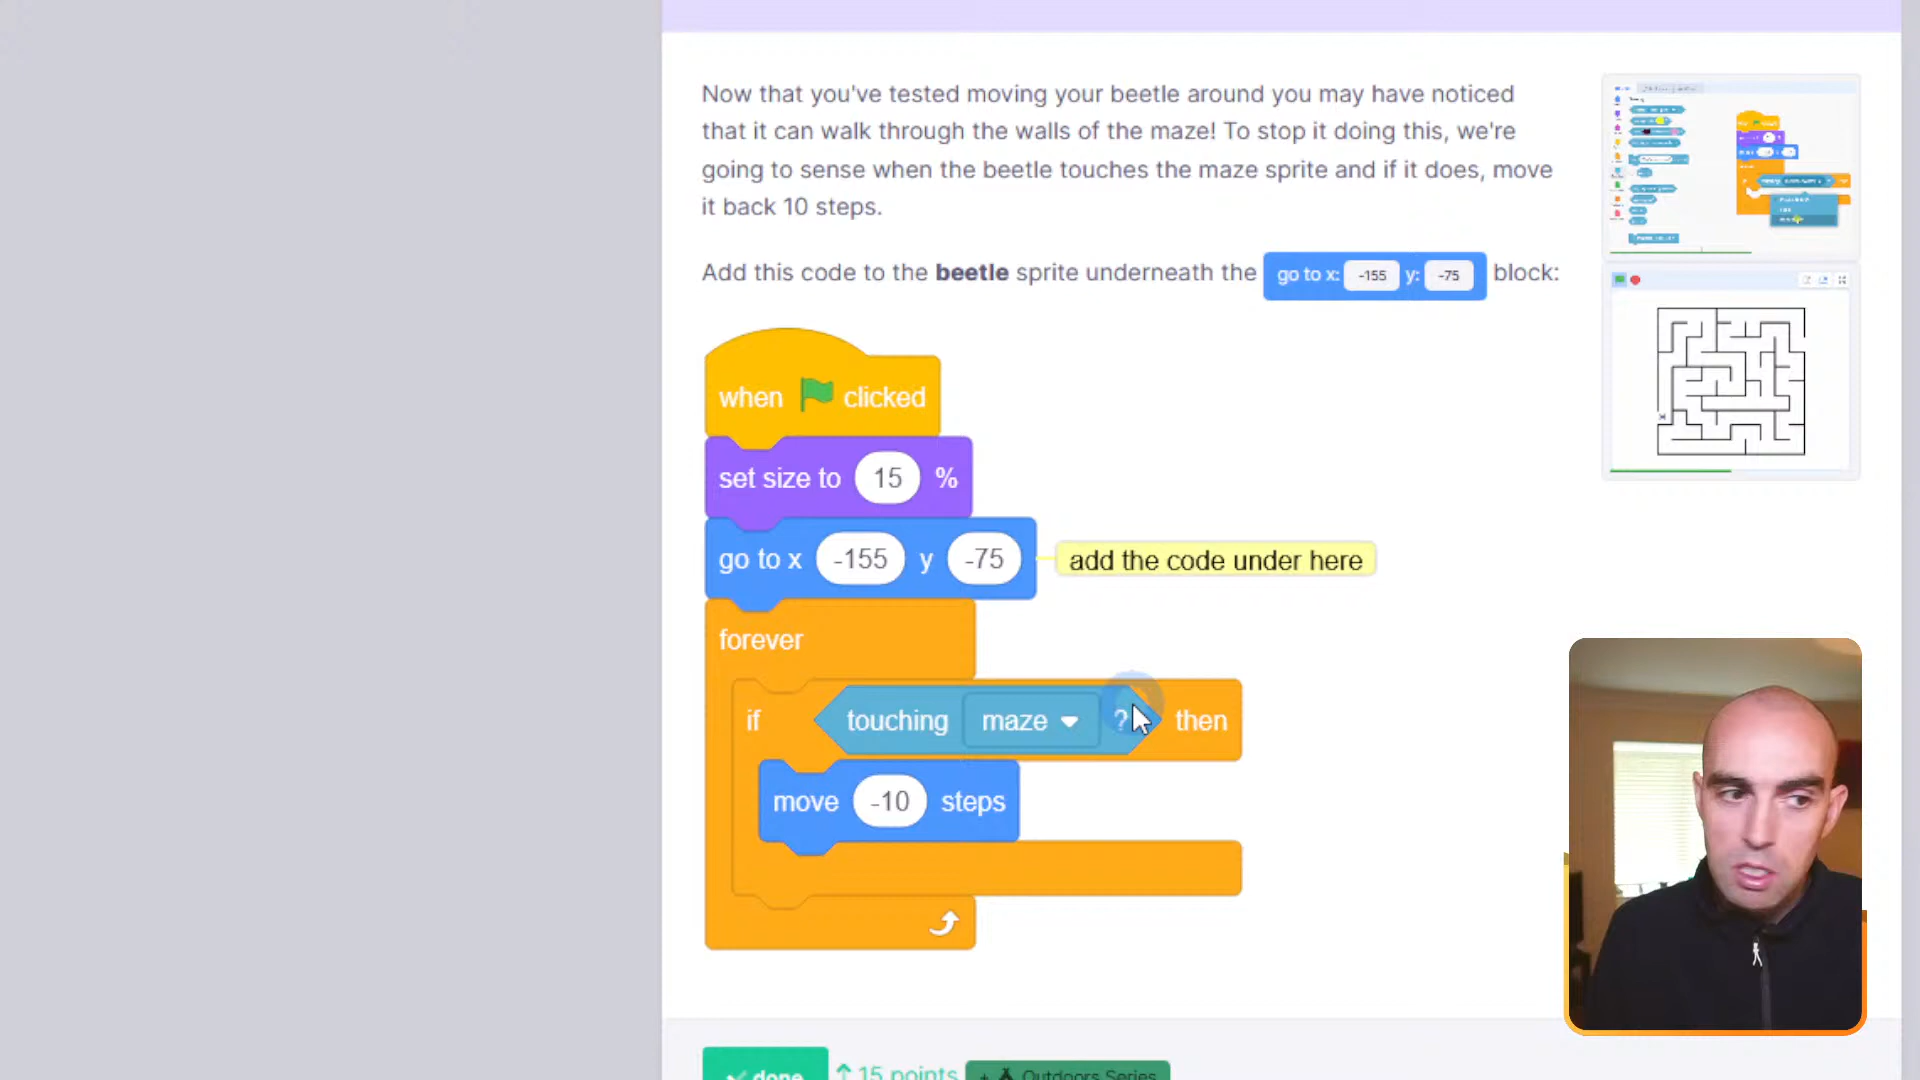 Now that you've tested moving your beetle around you may have noticed
that it can walk through the walls of the maze! To stop it doing this, we're
going to sense when the beetle touches the maze sprite and if it does, move
it back 10 steps.
Add this code to the beetle sprite underneath the go to x: -155 y: -75 block:
when clicked
set size to 15 %
go to x -155 y -75
add the code under here
forever
if touching maze ? then
move -10 steps
done 15 points + Outdoors Series